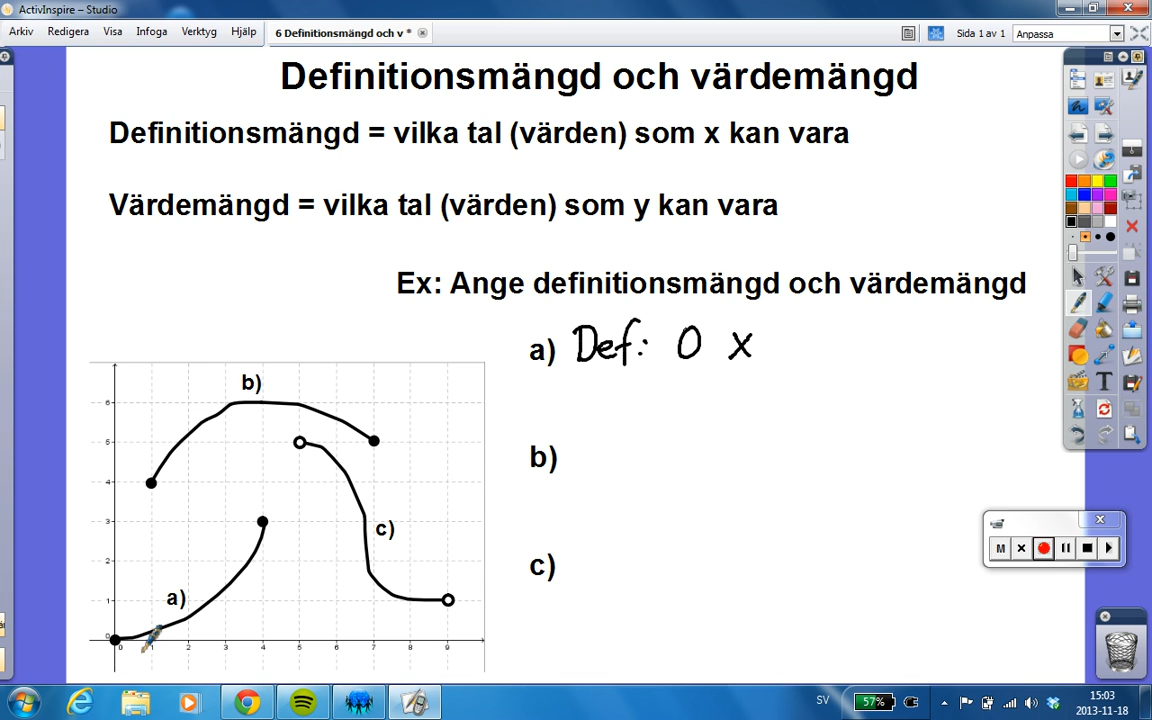 ActivInspire – Studio
Arkiv Redigera Visa Infoga Verktyg Hjälp
6 Definitionsmängd och v *
Sida 1 av 1
Anpassa
Definitionsmängd och värdemängd
Definitionsmängd = vilka tal (värden) som x kan vara
Värdemängd = vilka tal (värden) som y kan vara
Ex: Ange definitionsmängd och värdemängd
a) Def: 0 x
b)
c)
b)
c)
a)
6
5
4
3
2
1
0
0 1 2 3 4 5 6 7 8 9
M
T
SV
57%
15:03
2013-11-18